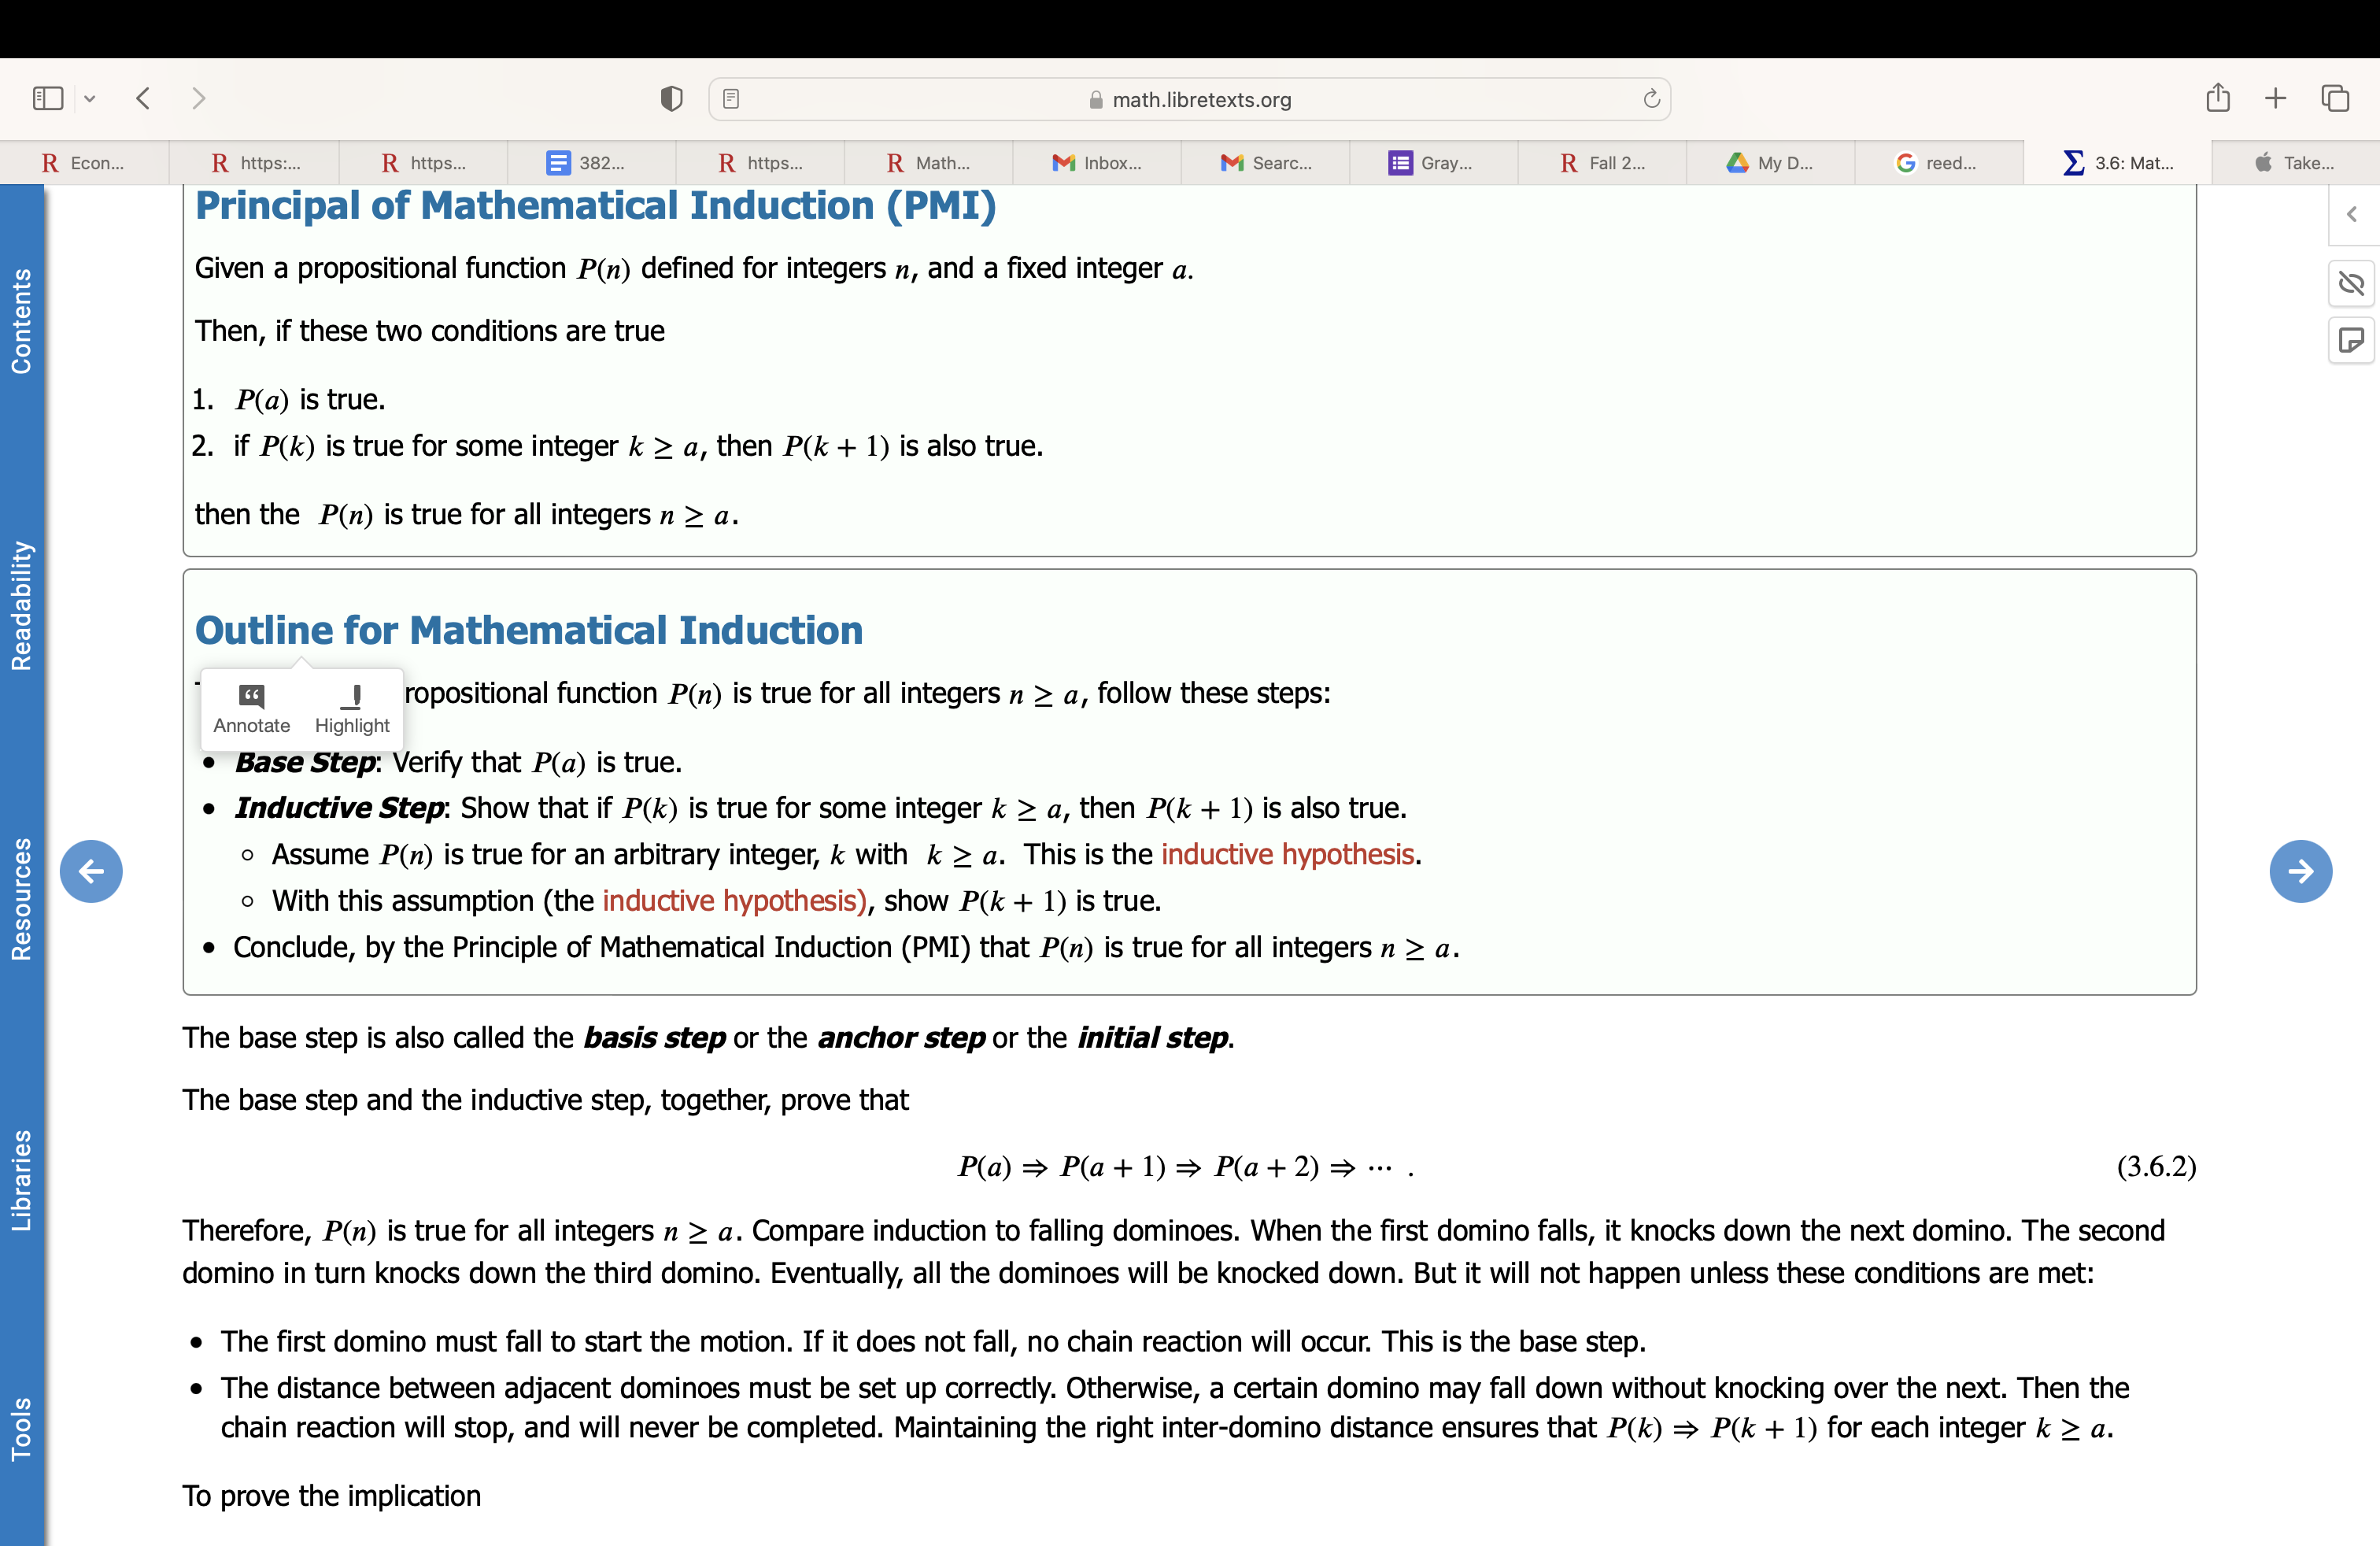 math.libretexts.org
Econ...
https:...
https...
382...
https...
Math...
Inbox...
Searc...
Gray...
Fall 2...
My D...
reed...
3.6: Mat...
Take...
Contents
Readability
Resources
Libraries
Tools
Principal of Mathematical Induction (PMI)
Given a propositional function P(n) defined for integers n, and a fixed integer a.
Then, if these two conditions are true
1. P(a) is true.
2. if P(k) is true for some integer k ≥ a, then P(k + 1) is also true.
then the P(n) is true for all integers n ≥ a.
Outline for Mathematical Induction
ropositional function P(n) is true for all integers n ≥ a, follow these steps:
Annotate Highlight
• Base Step: Verify that P(a) is true.
• Inductive Step: Show that if P(k) is true for some integer k ≥ a, then P(k + 1) is also true.
◦ Assume P(n) is true for an arbitrary integer, k with k ≥ a. This is the inductive hypothesis.
◦ With this assumption (the inductive hypothesis), show P(k + 1) is true.
• Conclude, by the Principle of Mathematical Induction (PMI) that P(n) is true for all integers n ≥ a.
The base step is also called the basis step or the anchor step or the initial step.
The base step and the inductive step, together, prove that
P(a) ⇒ P(a + 1) ⇒ P(a + 2) ⇒ ⋯ . (3.6.2)
Therefore, P(n) is true for all integers n ≥ a. Compare induction to falling dominoes. When the first domino falls, it knocks down the next domino. The second
domino in turn knocks down the third domino. Eventually, all the dominoes will be knocked down. But it will not happen unless these conditions are met:
• The first domino must fall to start the motion. If it does not fall, no chain reaction will occur. This is the base step.
• The distance between adjacent dominoes must be set up correctly. Otherwise, a certain domino may fall down without knocking over the next. Then the
chain reaction will stop, and will never be completed. Maintaining the right inter-domino distance ensures that P(k) ⇒ P(k + 1) for each integer k ≥ a.
To prove the implication